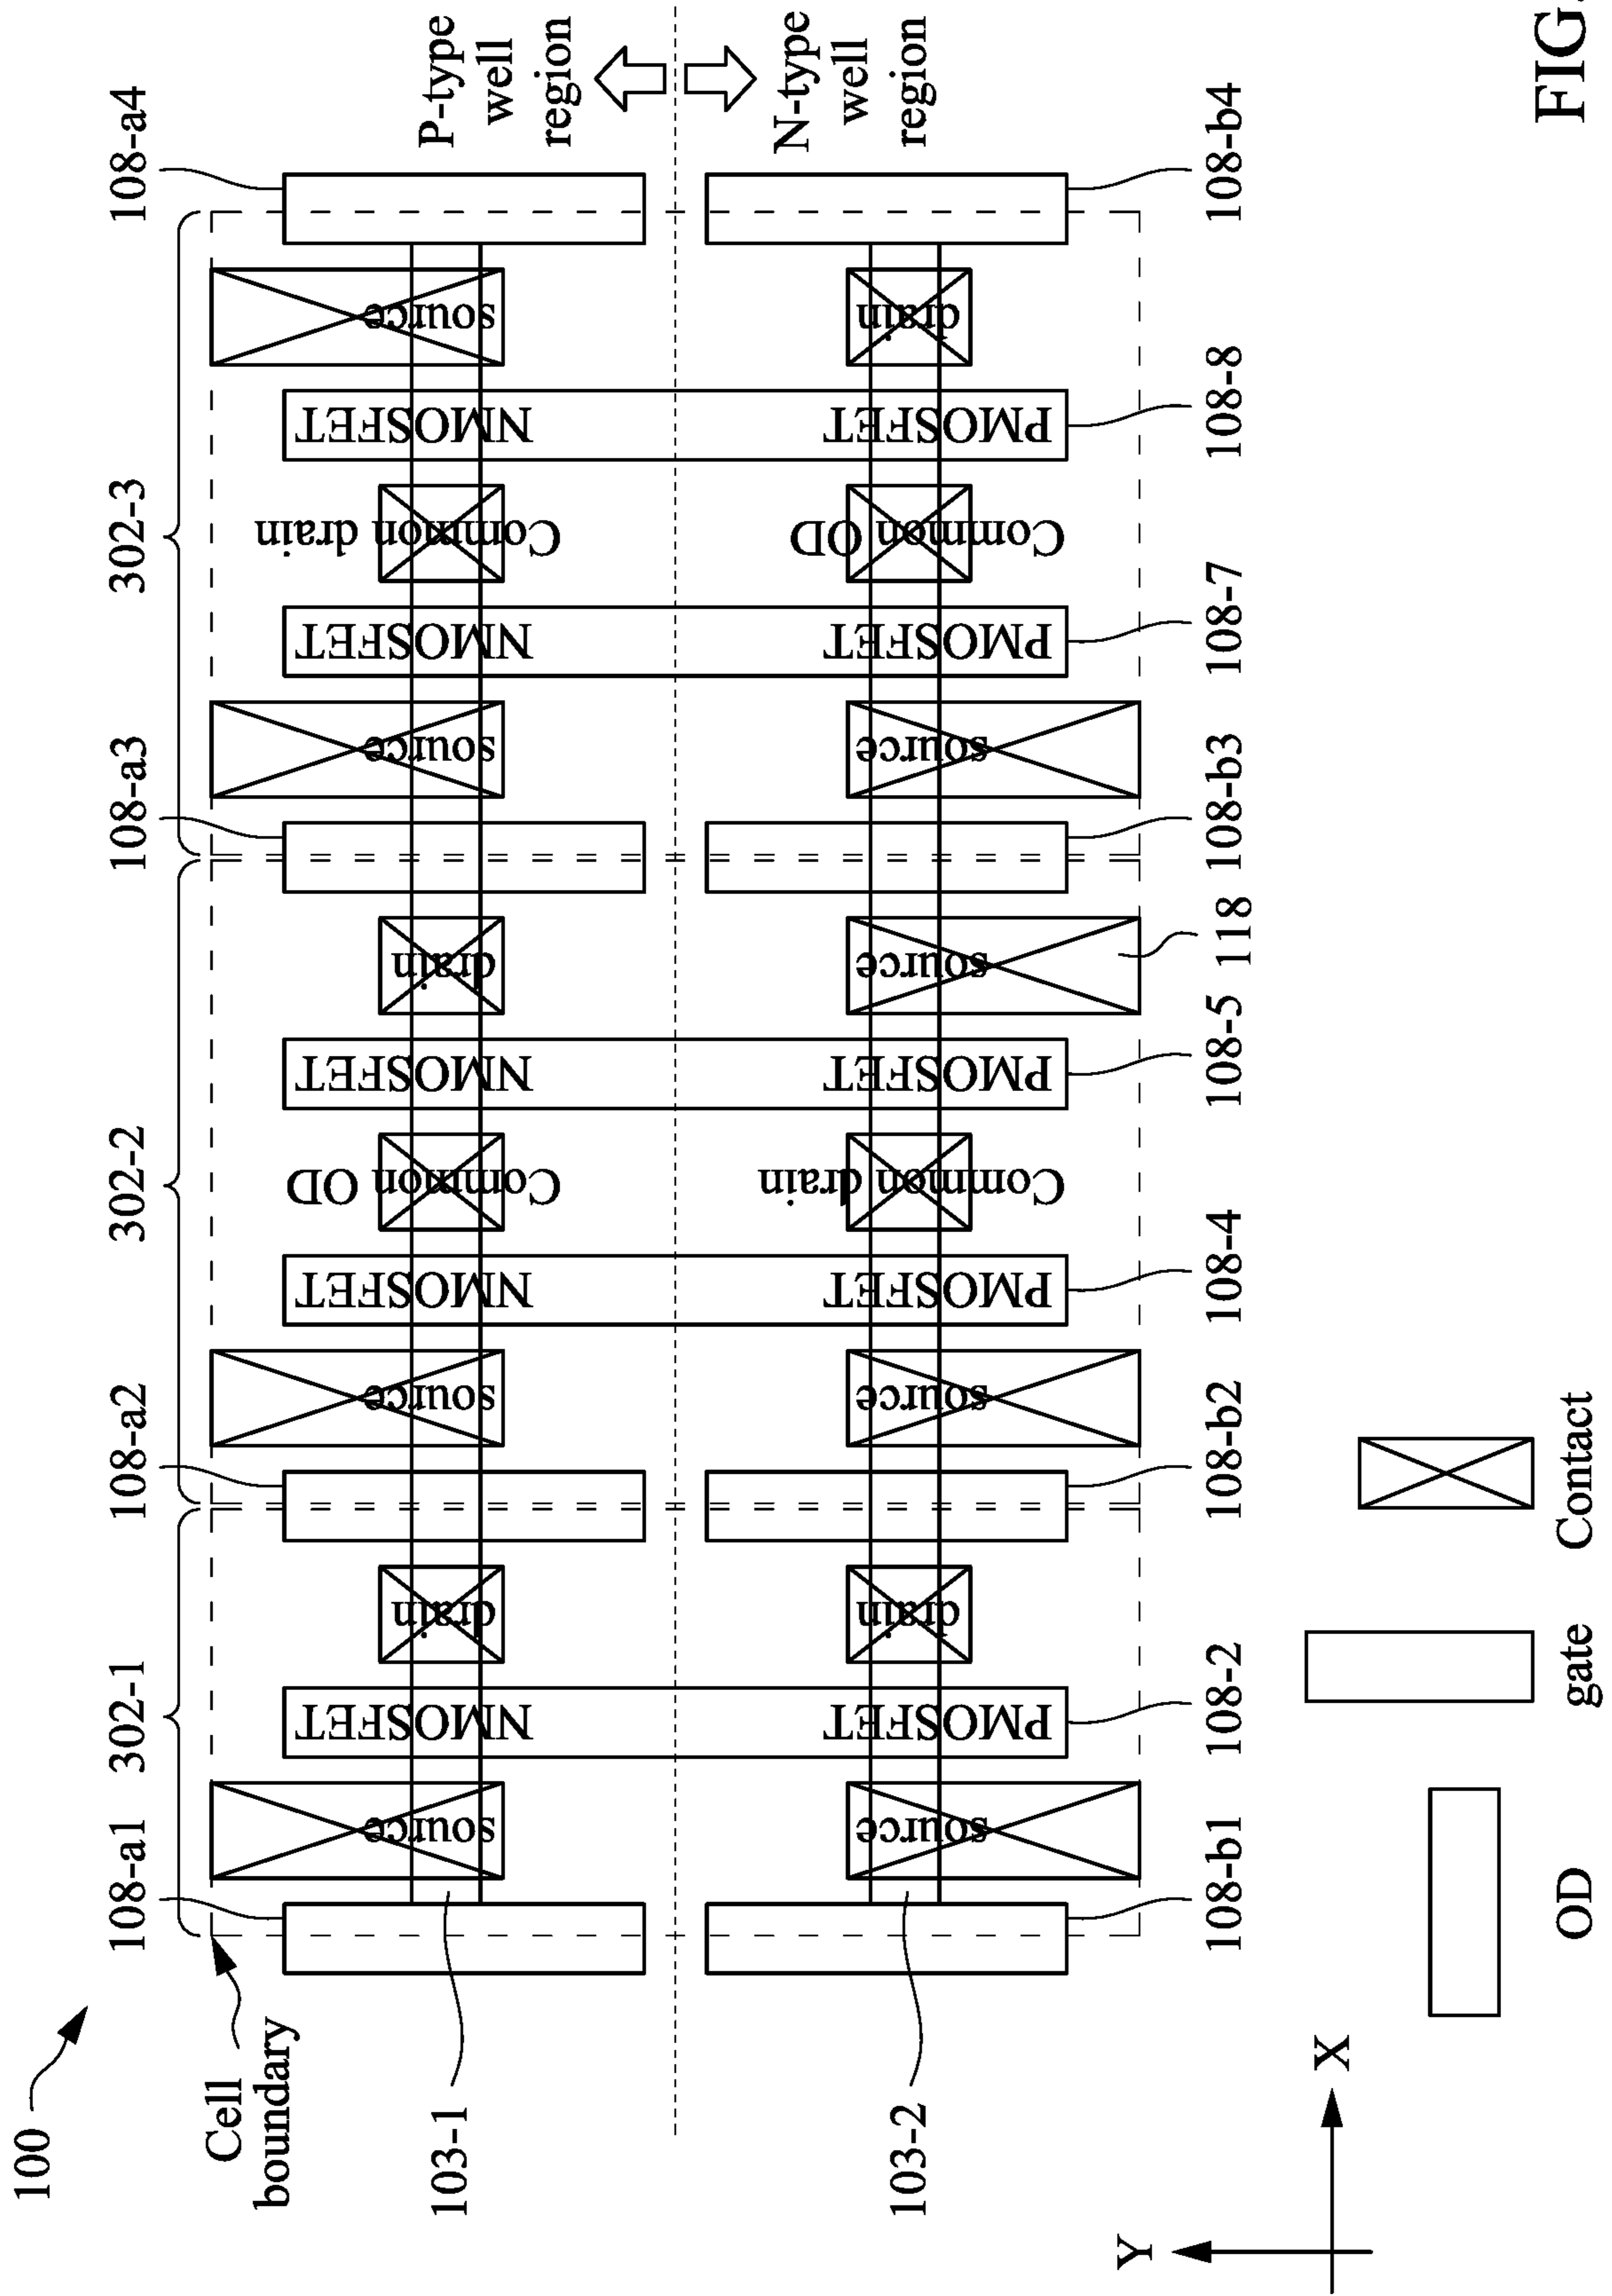 100
108-a1
302-1
108-a2
302-2
108-a3
302-3
108-a4
Cell
boundary
source
NMOSFET
drain
source
NMOSFET
Common OD
NMOSFET
drain
source
NMOSFET
Common drain
NMOSFET
source
P-type
well
region
103-1
N-type
well
region
source
PMOSFET
drain
source
PMOSFET
Common drain
PMOSFET
source
source
PMOSFET
Common OD
PMOSFET
drain
103-2
108-b1
108-2
108-b2
108-4
108-5
118
108-b3
108-7
108-8
108-b4
Y
X
OD
gate
Contact
FIG.